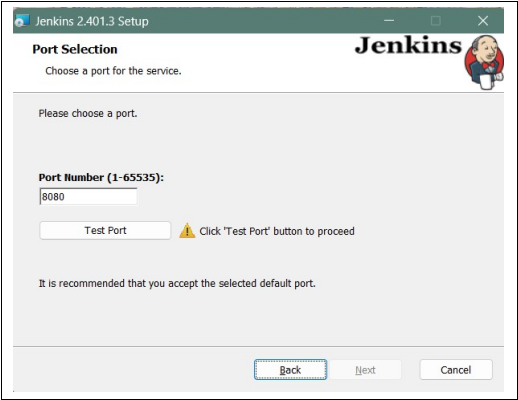 Jenkins 2.401.3 Setup
Port Selection
Jenkins
Choose a port for the service.
Please choose a port.
Port Number (1-65535):
8080
Test Port
Click 'Test Port' button to proceed
It is recommended that you accept the selected default port.
Back
Next
Cancel